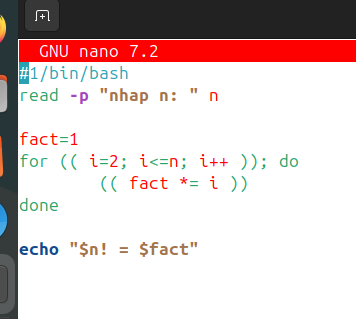 GNU nano 7.2
#1/bin/bash
read -p "nhap n: " n
fact=1
for (( i=2; i<=n; i++ )); do
(( fact *= i ))
done
echo "$n! = $fact"